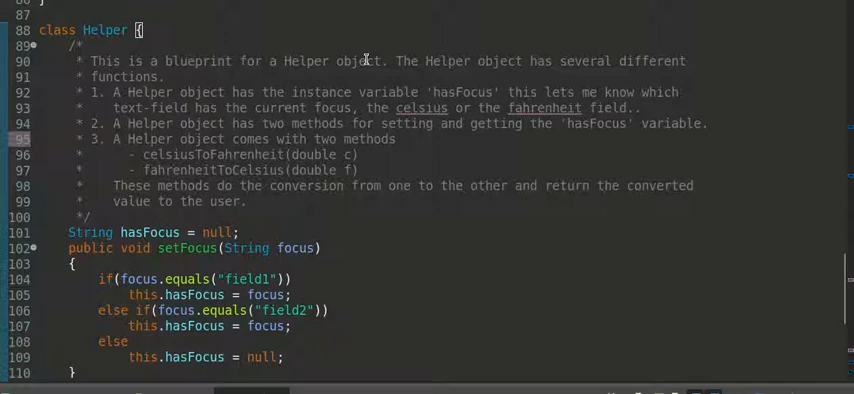 86 }
87
88 class Helper {
89 /*
90 * This is a blueprint for a Helper object. The Helper object has several different
91 * functions.
92 * 1. A Helper object has the instance variable 'hasFocus' this lets me know which
93 * text-field has the current focus, the celsius or the fahrenheit field..
94 * 2. A Helper object has two methods for setting and getting the 'hasFocus' variable.
95 * 3. A Helper object comes with two methods
96 * - celsiusToFahrenheit(double c)
97 * - fahrenheitToCelsius(double f)
98 * These methods do the conversion from one to the other and return the converted
99 * value to the user.
100 */
101 String hasFocus = null;
102 public void setFocus(String focus)
103 {
104 if(focus.equals("field1"))
105 this.hasFocus = focus;
106 else if(focus.equals("field2"))
107 this.hasFocus = focus;
108 else
109 this.hasFocus = null;
110 }